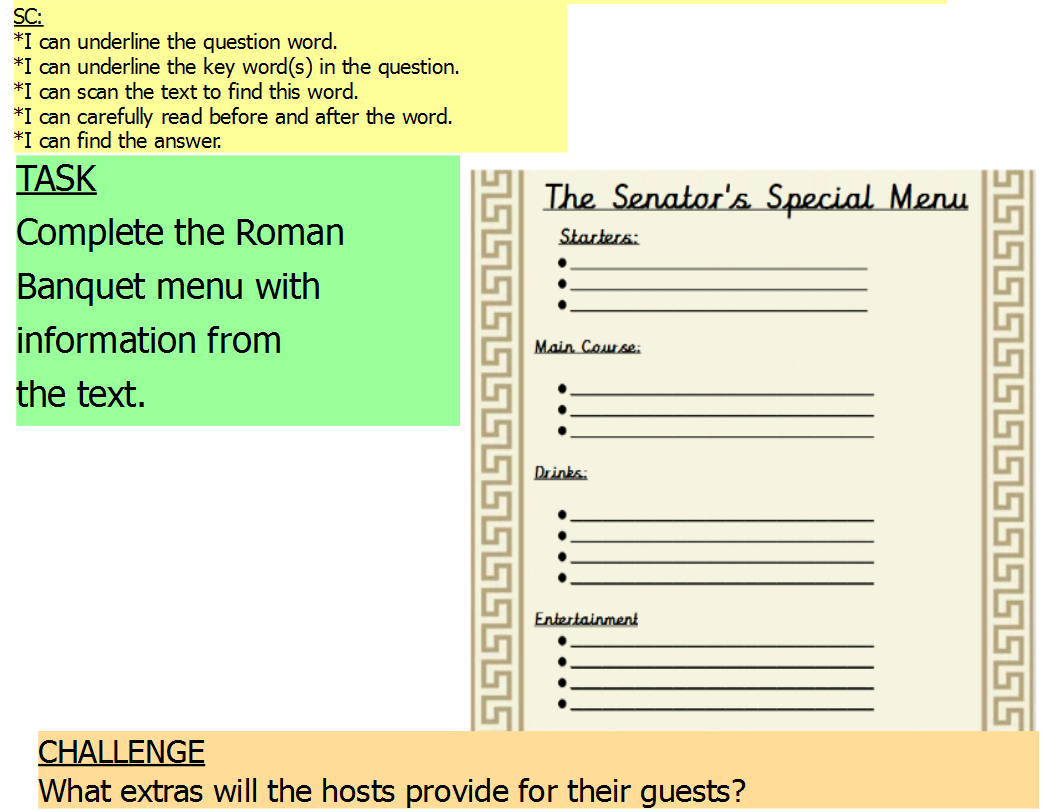 SC:
*I can underline the question word.
*I can underline the key word(s) in the question.
*I can scan the text to find this word.
*I can carefully read before and after the word.
*I can find the answer.
TASK
Complete the Roman
Banquet menu with
information from
the text.
The Senator's Special Menu
Starters:
Main Course:
Drinks:
Entertainment
CHALLENGE
What extras will the hosts provide for their guests?